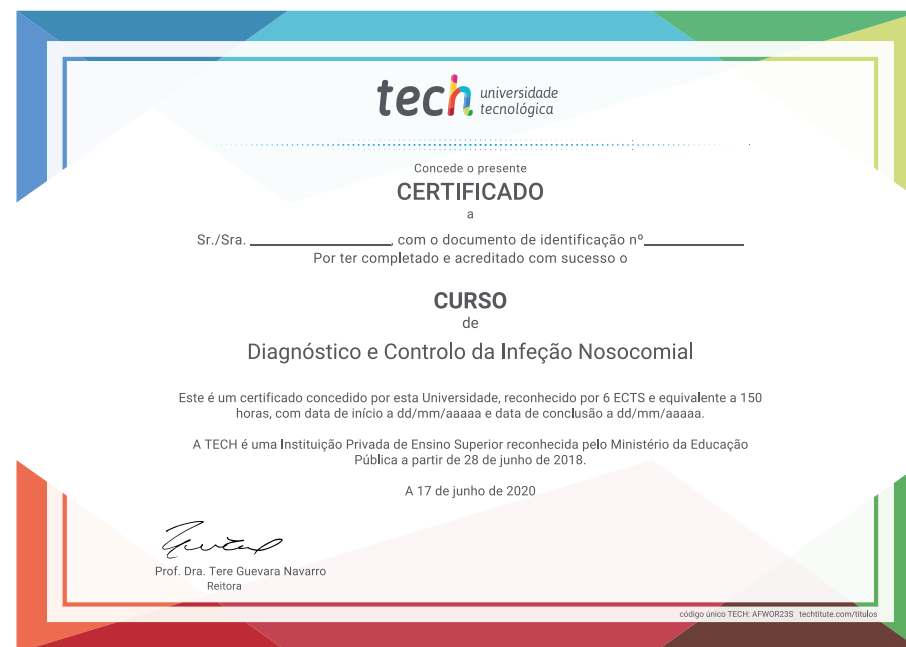 tech universidade
tecnológica
Concede o presente
CERTIFICADO
a
Sr./Sra. ________________, com o documento de identificação nº___________
Por ter completado e acreditado com sucesso o
CURSO
de
Diagnóstico e Controlo da Infeção Nosocomial
Este é um certificado concedido por esta Universidade, reconhecido por 6 ECTS e equivalente a 150
horas, com data de início a dd/mm/aaaaa e data de conclusão a dd/mm/aaaaa.
A TECH é uma Instituição Privada de Ensino Superior reconhecida pelo Ministério da Educação
Pública a partir de 28 de junho de 2018.
A 17 de junho de 2020
Prof. Dra. Tere Guevara Navarro
Reitora
código único TECH: AFWOR23S techtitute.com/titulos